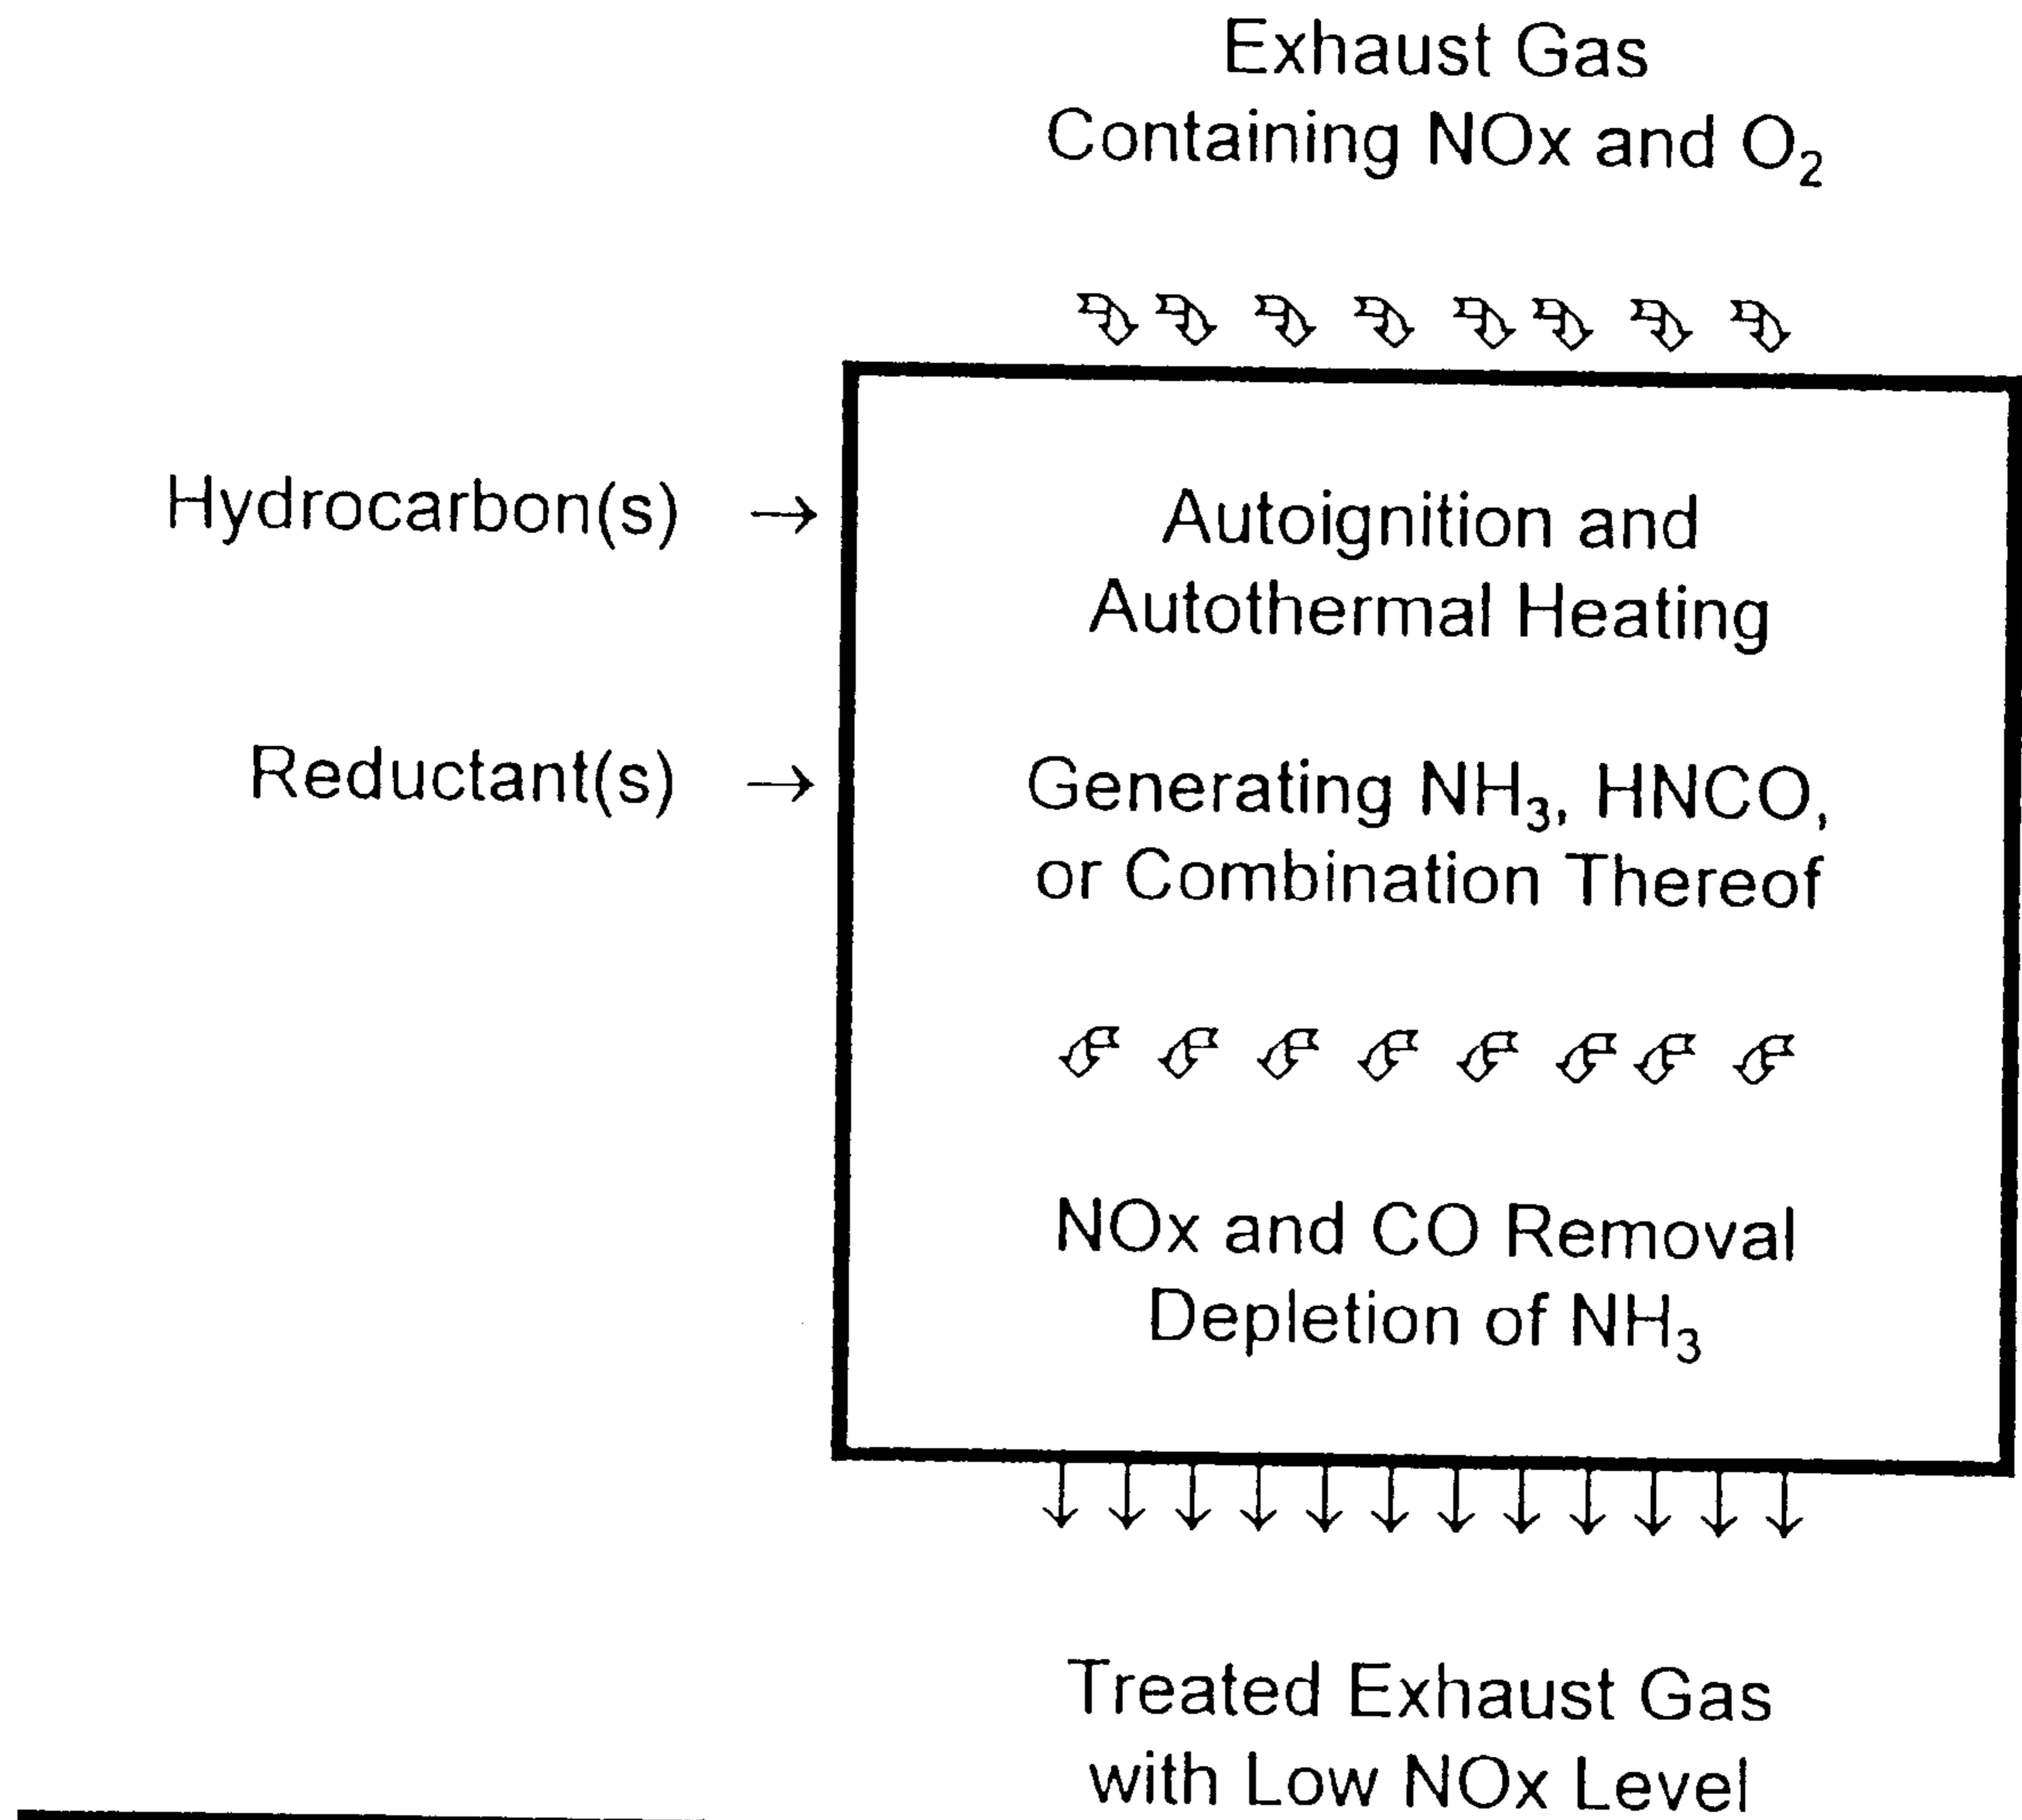 Exhaust Gas
Containing NOx and O₂
Hydrocarbon(s) →
Autoignition and
Autothermal Heating
Reductant(s) →
Generating NH₃, HNCO,
or Combination Thereof
NOx and CO Removal
Depletion of NH₃
Treated Exhaust Gas
with Low NOx Level